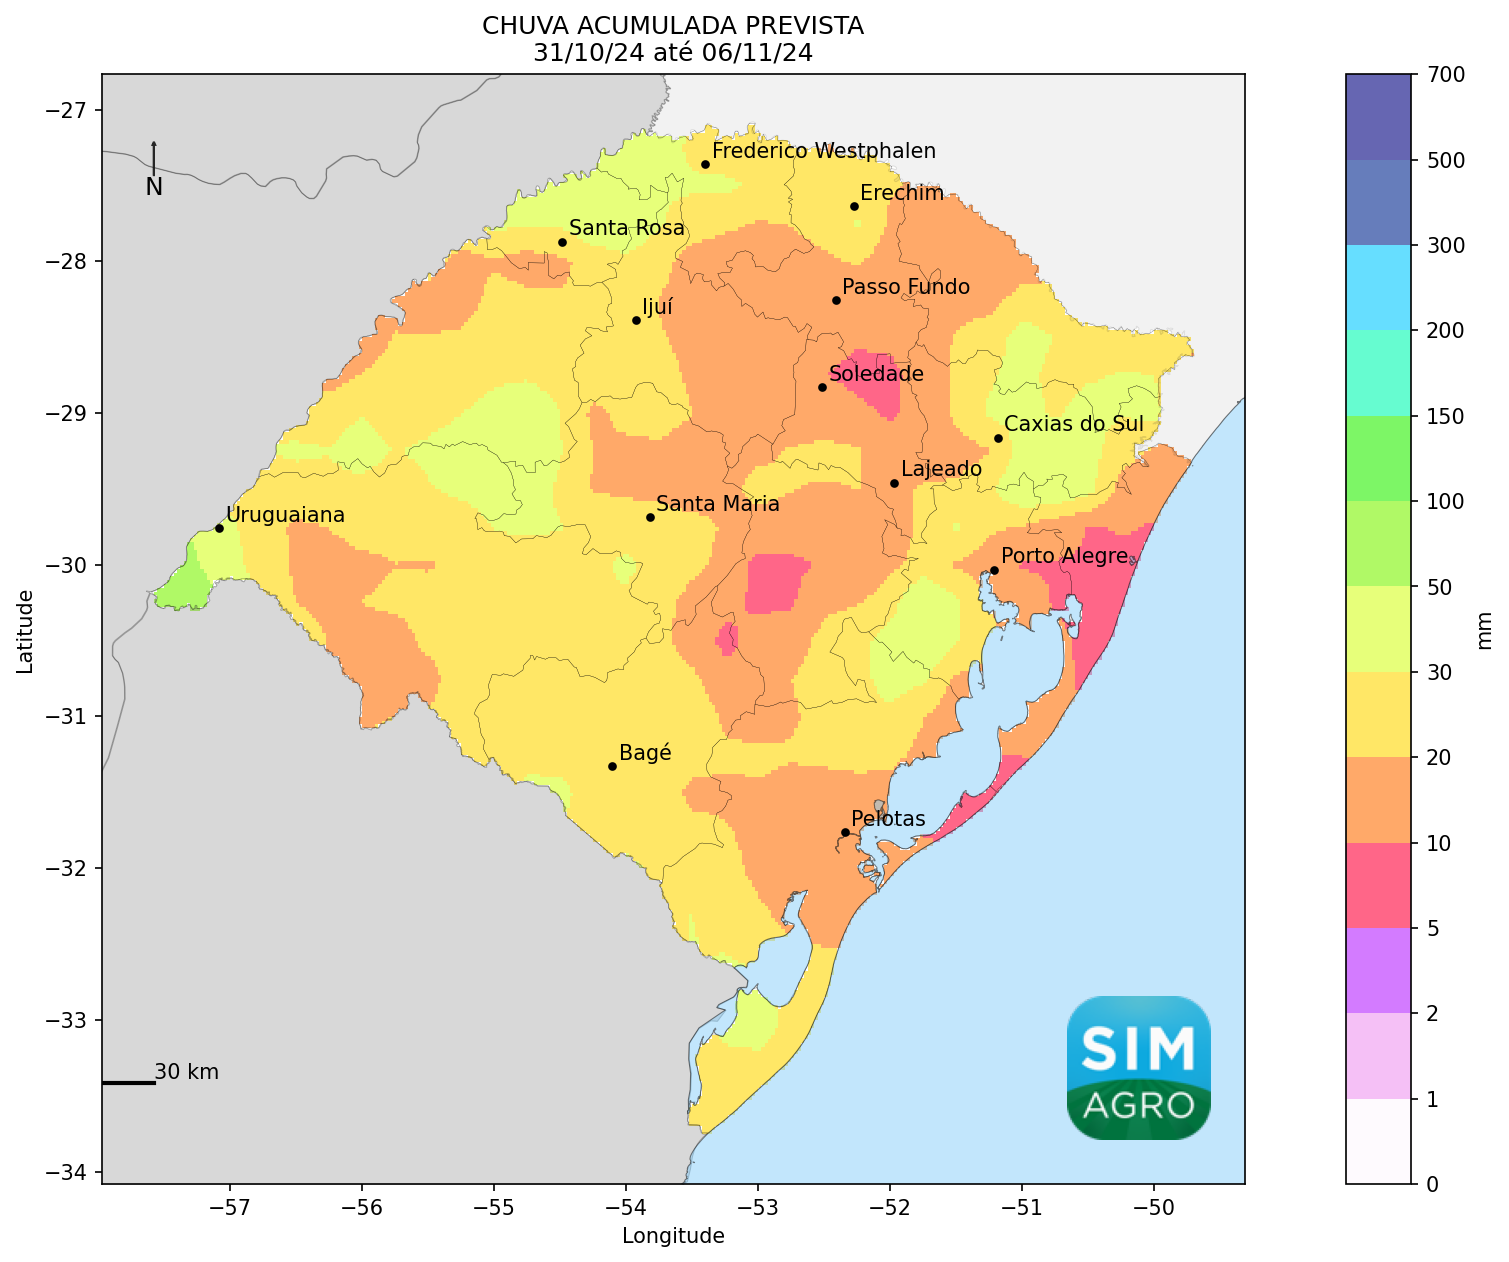 CHUVA ACUMULADA PREVISTA
31/10/24 até 06/11/24
−27
−28
−29
−30
−31
−32
−33
−34
Latitude
N
Frederico Westphalen
Erechim
Santa Rosa
Passo Fundo
Ijuí
Soledade
Caxias do Sul
Lajeado
Santa Maria
Uruguaiana
Porto Alegre
Bagé
Pelotas
30 km
SIM
AGRO
−57
−56
−55
−54
−53
−52
−51
−50
Longitude
700
500
300
200
150
100
50
30
20
10
5
2
1
0
mm